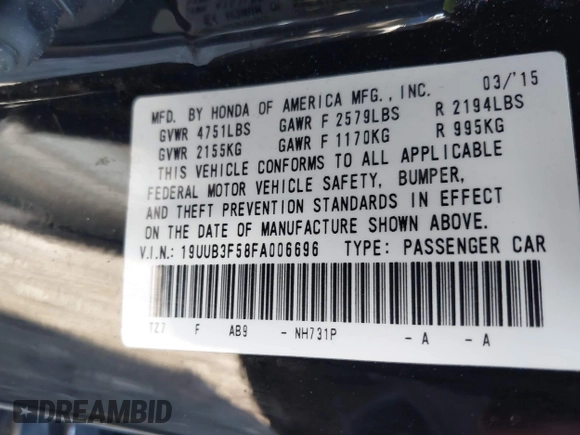 03/'15
MFD. BY HONDA OF AMERICA MFG., INC.
GVWR 4751LBS GAWR F 2579LBS R 2194LBS
GVWR 2155KG GAWR F 1170KG R 995KG
THIS VEHICLE CONFORMS TO ALL APPLICABLE
FEDERAL MOTOR VEHICLE SAFETY, BUMPER,
AND THEFT PREVENTION STANDARDS IN EFFECT
ON THE DATE OF MANUFACTURE SHOWN ABOVE.
V.I.N.: 19UUB3F58FA006696 TYPE: PASSENGER CAR
TZ7 F AB9 - NH731P - A - A
DREAMBID